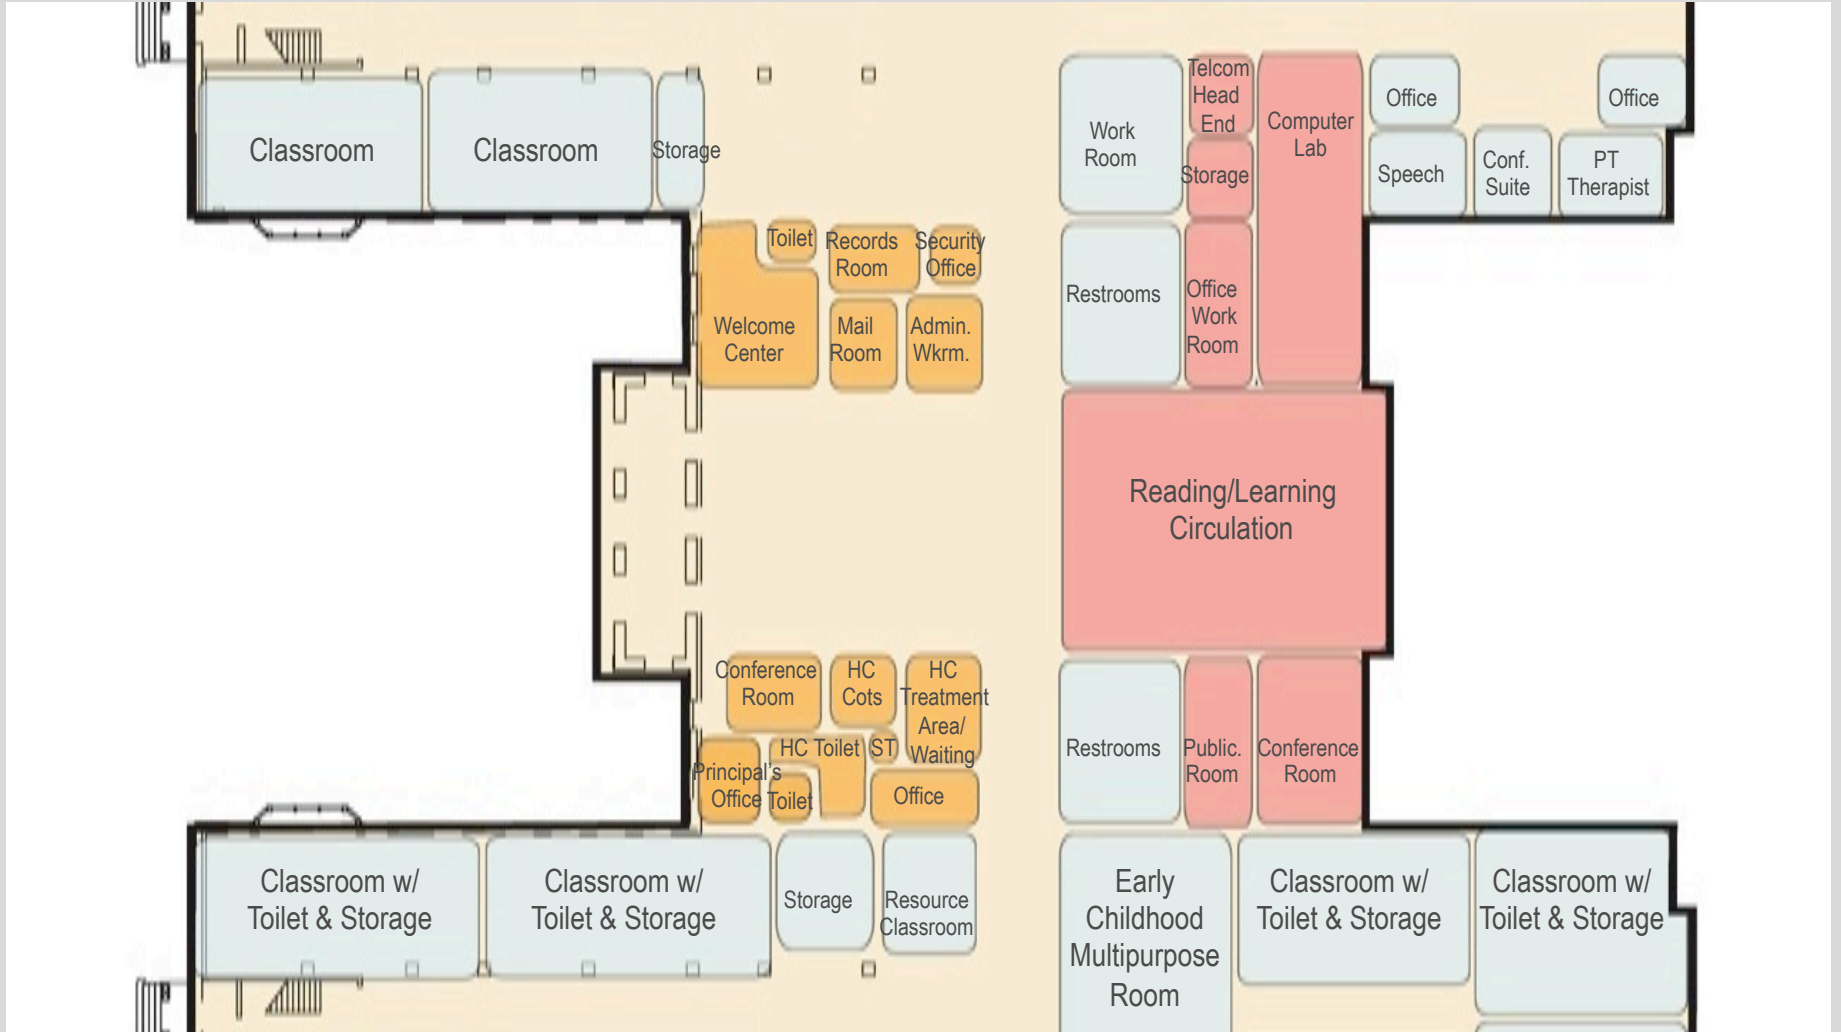 Classroom
Classroom
Storage
Work
Room
Telcom
Head
End
Storage
Computer
Lab
Office
Office
Speech
Conf.
Suite
PT
Therapist
Toilet
Records
Room
Security
Office
Welcome
Center
Mail
Room
Admin.
Wkrm.
Restrooms
Office
Work
Room
Reading/Learning
Circulation
Conference
Room
HC
Cots
HC
Treatment
Area/
Waiting
Principal's
Office
HC Toilet
ST
Toilet
Office
Restrooms
Public.
Room
Conference
Room
Classroom w/
Toilet & Storage
Classroom w/
Toilet & Storage
Storage
Resource
Classroom
Early
Childhood
Multipurpose
Room
Classroom w/
Toilet & Storage
Classroom w/
Toilet & Storage